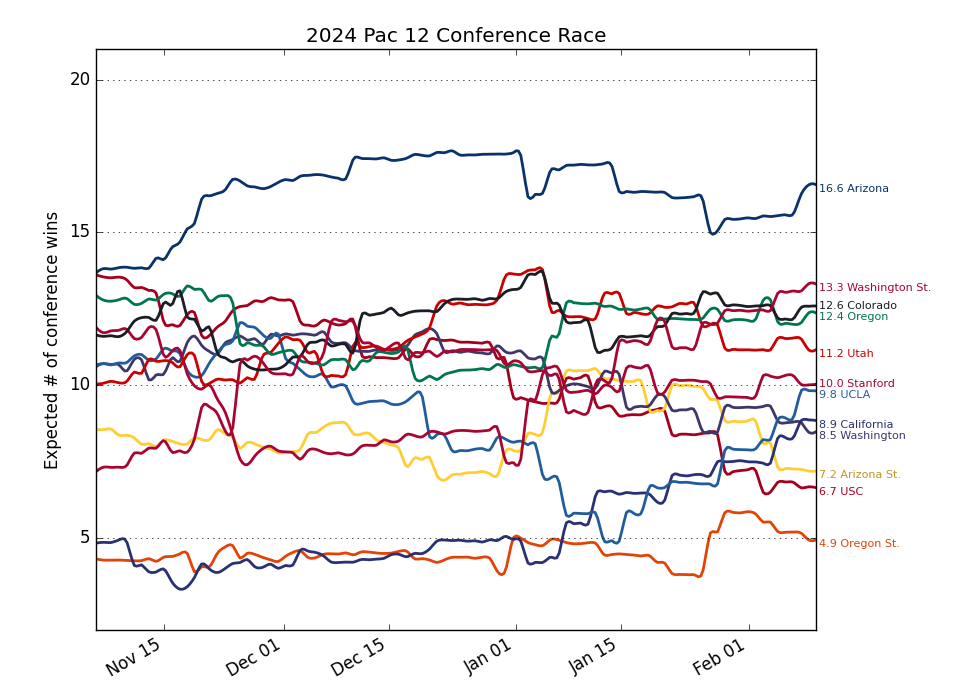 2024 Pac 12 Conference Race
Expected # of conference wins
20
15
10
5
16.6 Arizona
13.3 Washington St.
12.6 Colorado
12.4 Oregon
11.2 Utah
10.0 Stanford
9.8 UCLA
8.9 California
8.5 Washington
7.2 Arizona St.
6.7 USC
4.9 Oregon St.
Nov 15
Dec 01
Dec 15
Jan 01
Jan 15
Feb 01